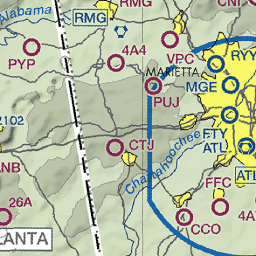 Alabama
RMG
RMG
CNI
4A4
VPC
RYY
PYP
MARIETTA
MGE
PUJ
2102
FTY
ATL
CTJ
Chattahoochee
ANB
ATL
FFC
26A
4A
CCO
LANTA